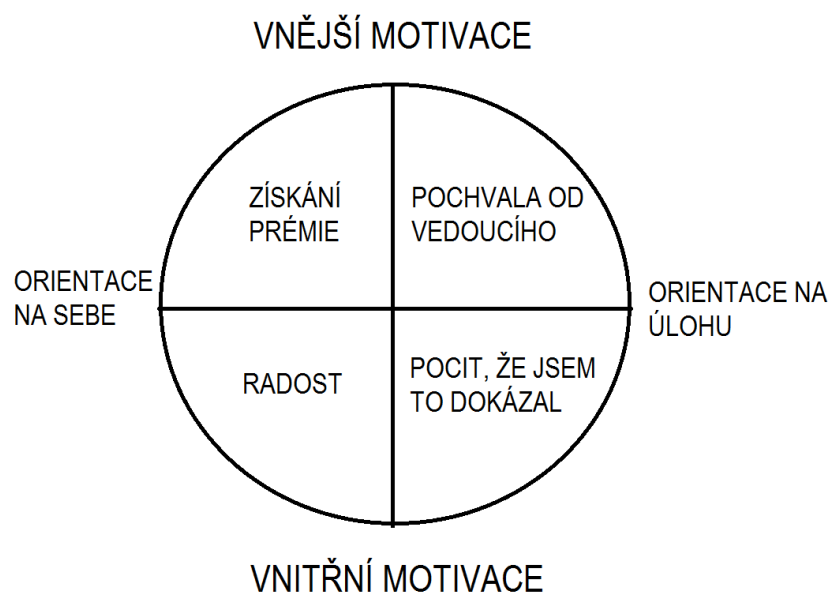 VNĚJŠÍ MOTIVACE
ZÍSKÁNÍ
PRÉMIE
POCHVALA OD
VEDOUCÍHO
ORIENTACE
NA SEBE
ORIENTACE NA
ÚLOHU
RADOST
POCIT, ŽE JSEM
TO DOKÁZAL
VNITŘNÍ MOTIVACE